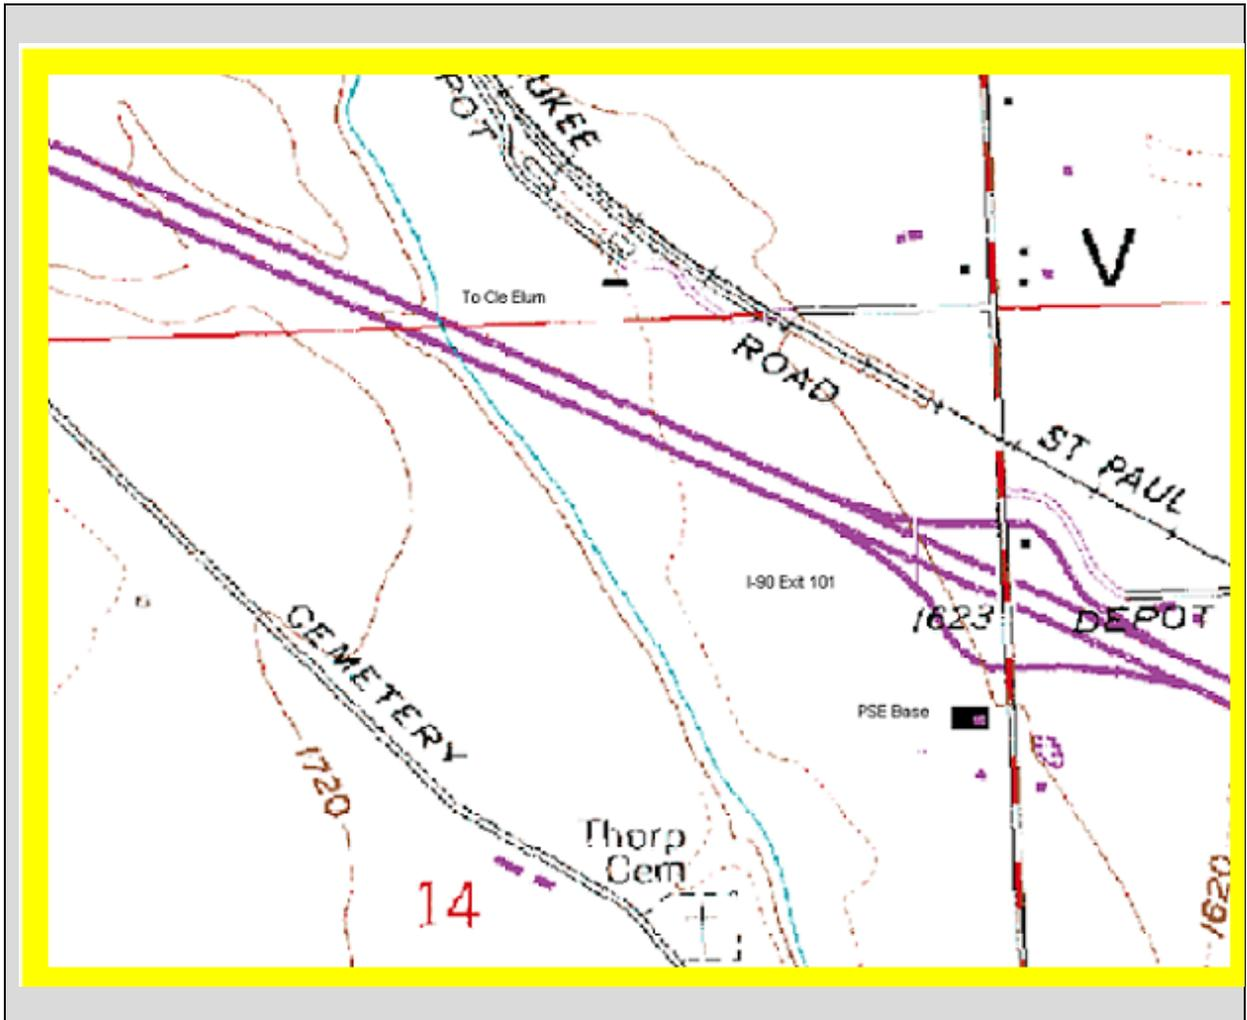 UKEE
POT
V
To Cle Elum
ROAD
ST PAUL
I-90 Exit 101
1623
DEPOT
CEMETERY
PSE Base
1720
Thorp
Cem
14
1620